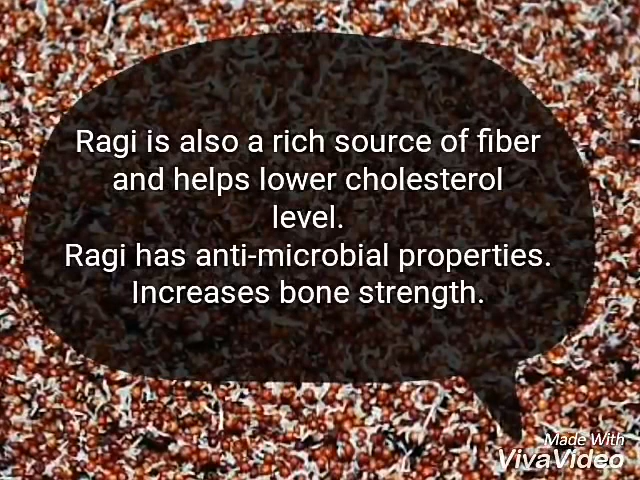 Ragi is also a rich source of fiber
and helps lower cholesterol
level.
Ragi has anti-microbial properties.
Increases bone strength.
Made With
VivaVideo